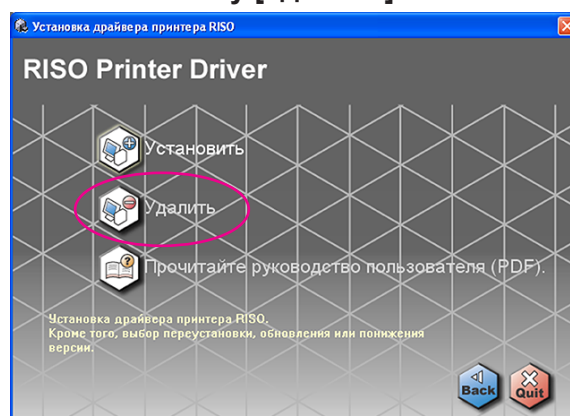 Установка драйвера принтера RISO
RISO Printer Driver
Установить
Удалить
Прочитайте руководство пользователя (PDF).
Установка драйвера принтера RISO.
Кроме того, выбор переустановки, обновления или понижения
версии.
Back
Quit